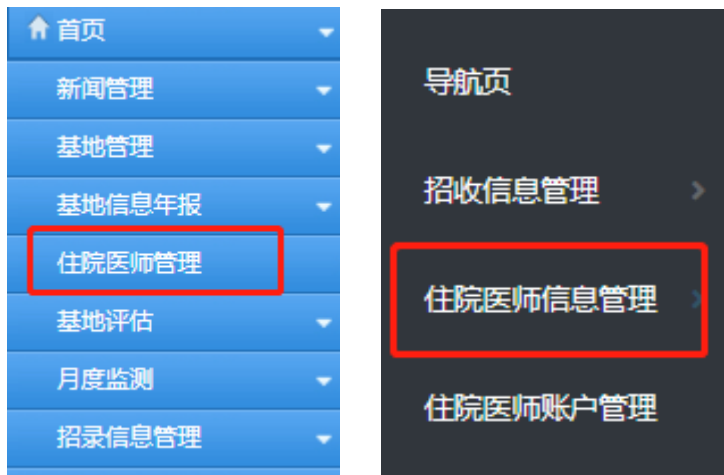 首页
新闻管理
基地管理
基地信息年报
住院医师管理
基地评估
月度监测
招录信息管理
导航页
招收信息管理
住院医师信息管理
住院医师账户管理